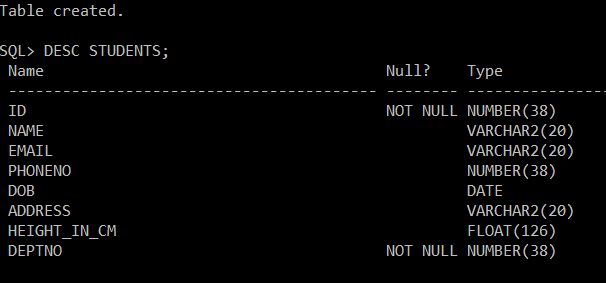 Table created.
SQL> DESC STUDENTS;
Name Null? Type
----------------------------------------- -------- ----------------
ID NOT NULL NUMBER(38)
NAME VARCHAR2(20)
EMAIL VARCHAR2(20)
PHONENO NUMBER(38)
DOB DATE
ADDRESS VARCHAR2(20)
HEIGHT_IN_CM FLOAT(126)
DEPTNO NOT NULL NUMBER(38)